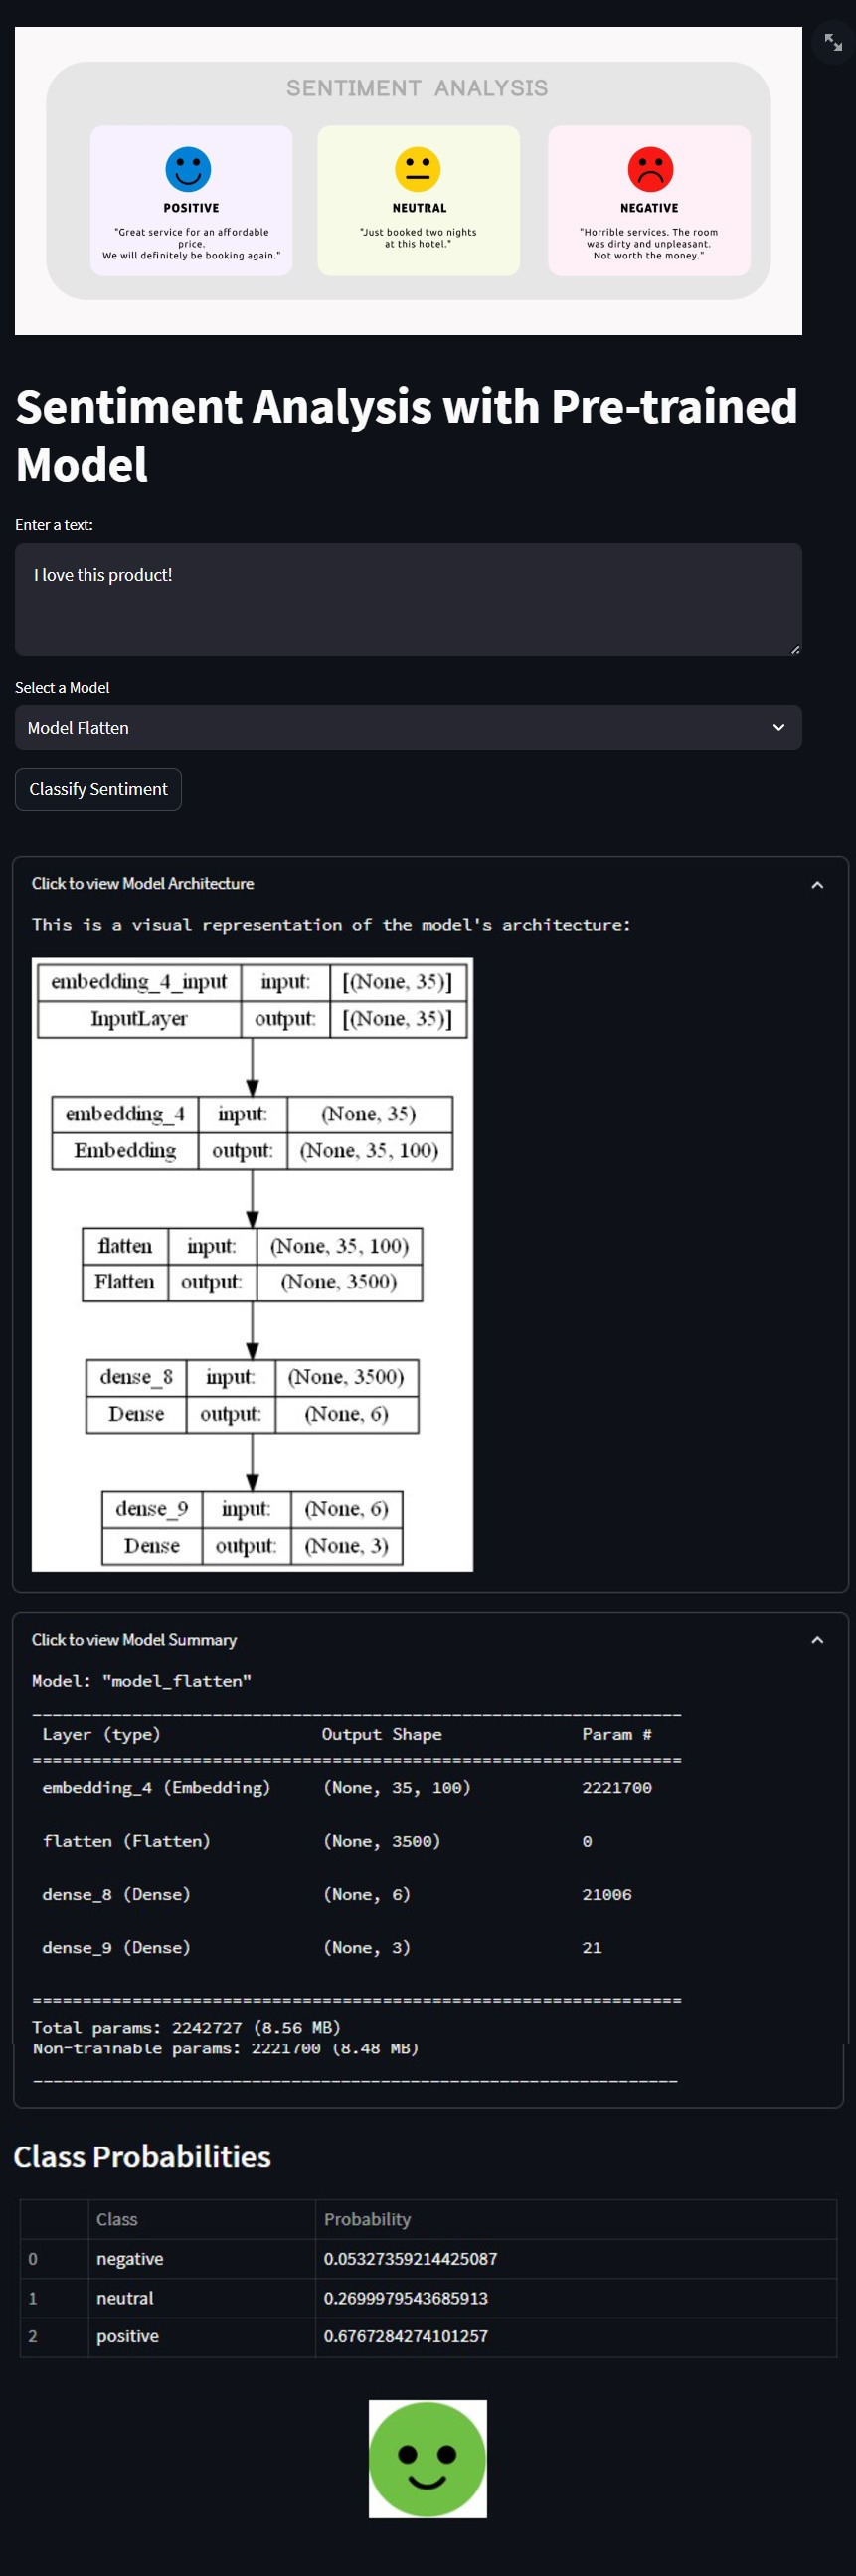 SENTIMENT ANALYSIS
POSITIVE
"Great service for an affordable
price.
We will definitely be booking again."
NEUTRAL
"Just booked two nights
at this hotel."
NEGATIVE
"Horrible services. The room
was dirty and unpleasant.
Not worth the money."
Sentiment Analysis with Pre-trained
Model
Enter a text:
I love this product!
Select a Model
Model Flatten
Classify Sentiment
Click to view Model Architecture
This is a visual representation of the model's architecture:
embedding_4_input input: [(None, 35)]
InputLayer output: [(None, 35)]
embedding_4 input: (None, 35)
Embedding output: (None, 35, 100)
flatten input: (None, 35, 100)
Flatten output: (None, 3500)
dense_8 input: (None, 3500)
Dense output: (None, 6)
dense_9 input: (None, 6)
Dense output: (None, 3)
Click to view Model Summary
Model: "model_flatten"
_________________________________________________________________
Layer (type) Output Shape Param #
=================================================================
embedding_4 (Embedding) (None, 35, 100) 2221700
flatten (Flatten) (None, 3500) 0
dense_8 (Dense) (None, 6) 21006
dense_9 (Dense) (None, 3) 21
=================================================================
Total params: 2242727 (8.56 MB)
Non-trainable params: 2221700 (8.48 MB)
_________________________________________________________________
Class Probabilities
Class Probability
0 negative 0.05327359214425087
1 neutral 0.2699979543685913
2 positive 0.6767284274101257